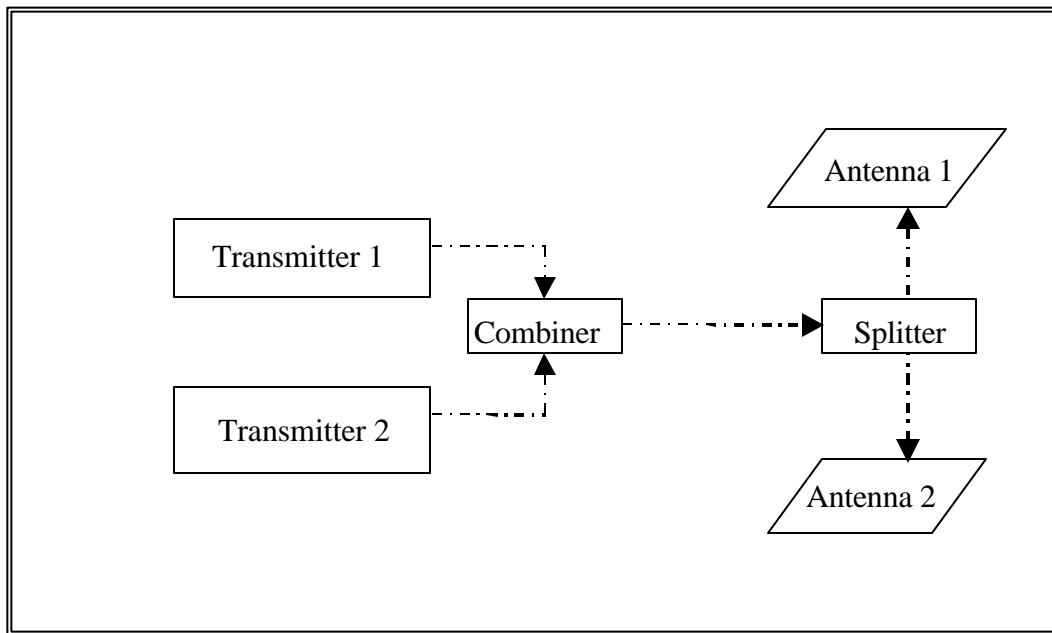 Antenna 1
Transmitter 1
Combiner
Splitter
Transmitter 2
Antenna 2